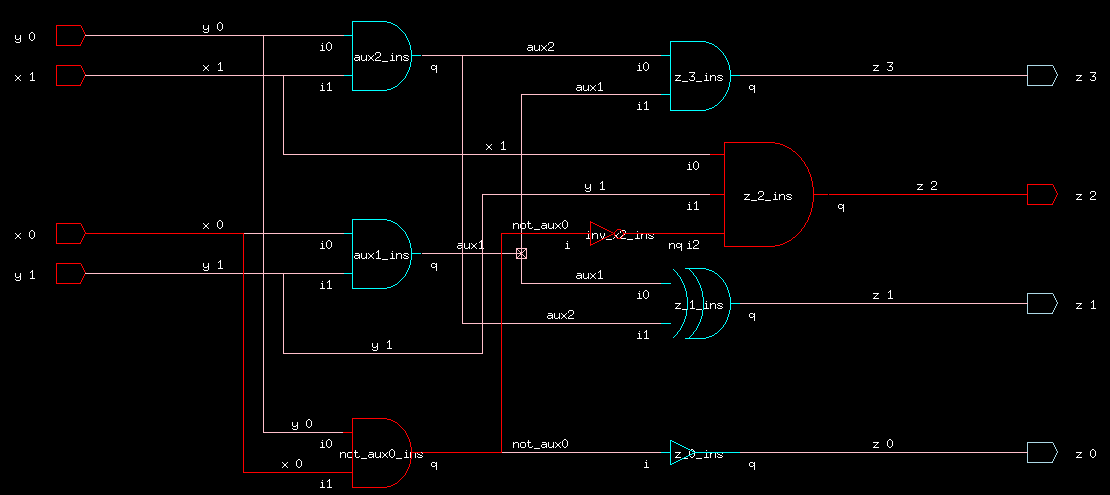 y 0
y 0
i0
aux2_ins
q
aux2
i0
z_3_ins
q
z 3
z 3
x 1
x 1
i1
aux1
i1
x 1
i0
y 1
i1
z_2_ins
q
z 2
z 2
x 0
x 0
i0
aux1_ins
q
aux1
not_aux0
i
inv_x2_ins
nq
i2
y 1
y 1
i1
aux1
i0
z_1_ins
q
z 1
z 1
aux2
i1
y 1
y 0
i0
not_aux0_ins
q
not_aux0
i
z_0_ins
q
z 0
z 0
x 0
i1